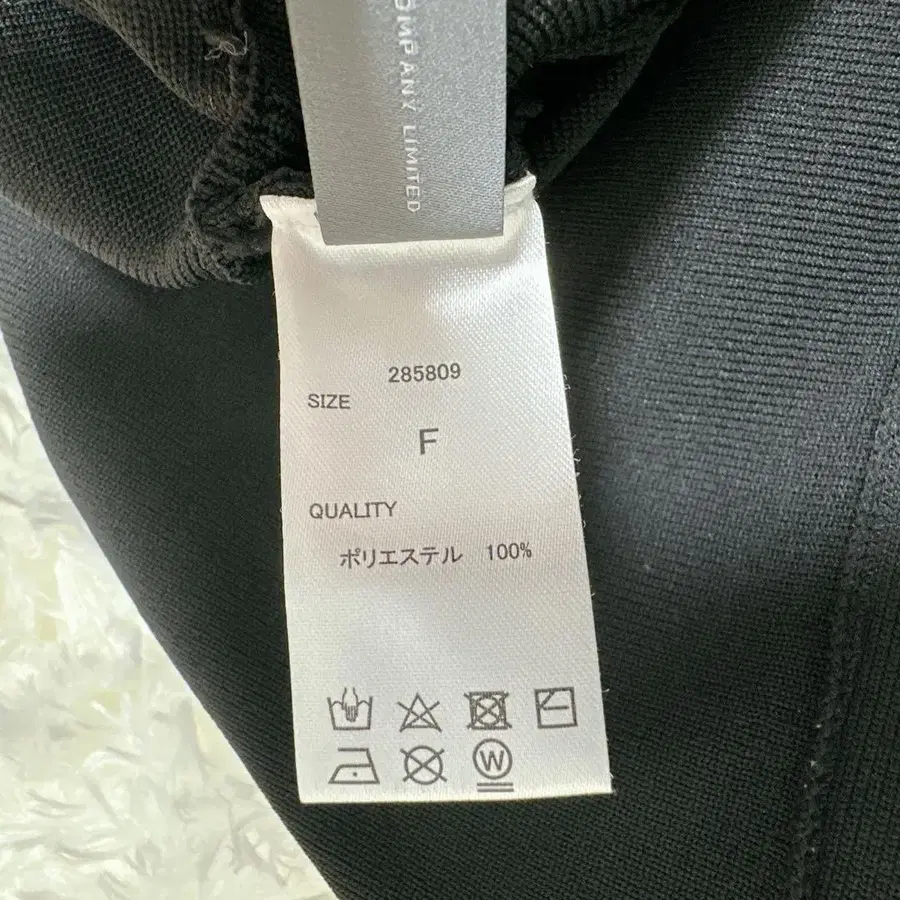 OMPANY LIMITED
285809
SIZE
F
QUALITY
ポリエステル 100%
W